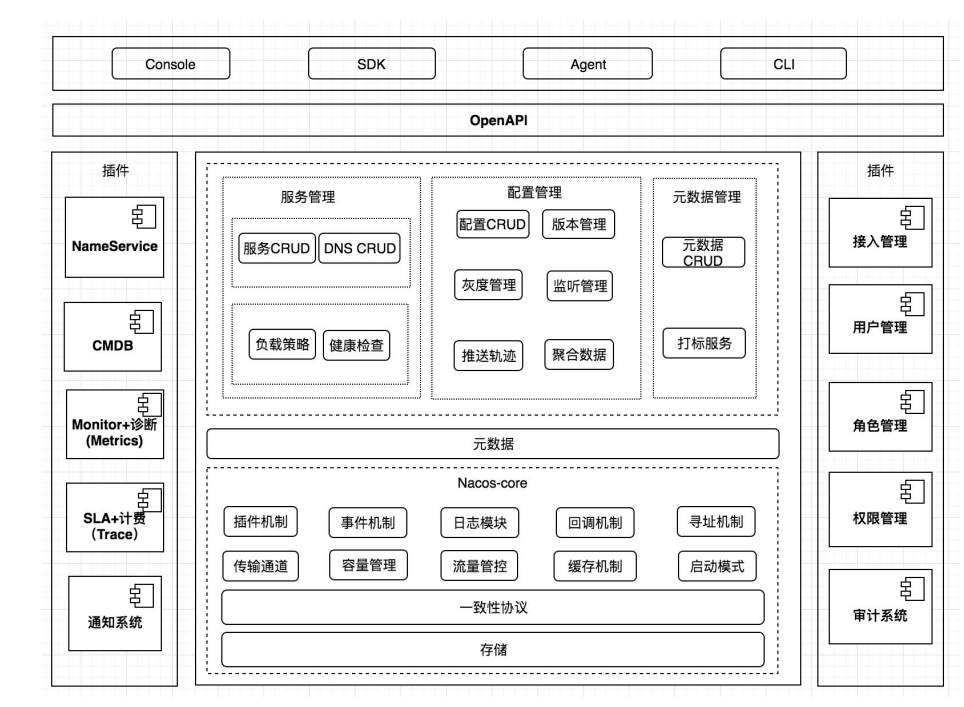 Console
SDK
Agent
CLI
OpenAPI
插件
NameService
CMDB
Monitor+诊断
(Metrics)
SLA+计费
（Trace）
通知系统
服务管理
服务CRUD
DNS CRUD
负载策略
健康检查
配置管理
配置CRUD
版本管理
灰度管理
监听管理
推送轨迹
聚合数据
元数据管理
元数据
CRUD
打标服务
元数据
Nacos-core
插件机制
事件机制
日志模块
回调机制
寻址机制
传输通道
容量管理
流量管控
缓存机制
启动模式
一致性协议
存储
插件
接入管理
用户管理
角色管理
权限管理
审计系统